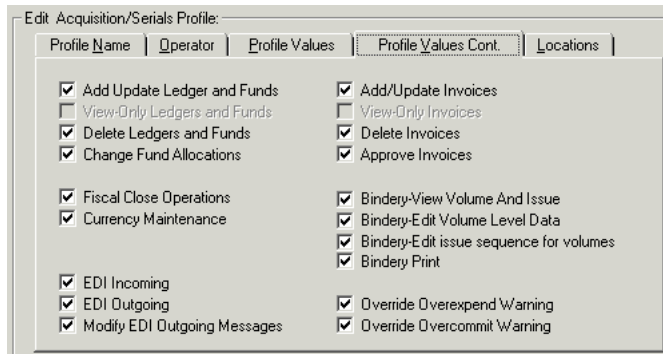 Edit Acquisition/Serials Profile:
Profile Name | Operator | Profile Values | Profile Values Cont. | Locations
Add Update Ledger and Funds
View-Only Ledgers and Funds
Delete Ledgers and Funds
Change Fund Allocations
Fiscal Close Operations
Currency Maintenance
EDI Incoming
EDI Outgoing
Modify EDI Outgoing Messages
Add/Update Invoices
View-Only Invoices
Delete Invoices
Approve Invoices
Bindery-View Volume And Issue
Bindery-Edit Volume Level Data
Bindery-Edit issue sequence for volumes
Bindery Print
Override Overexpend Warning
Override Overcommit Warning